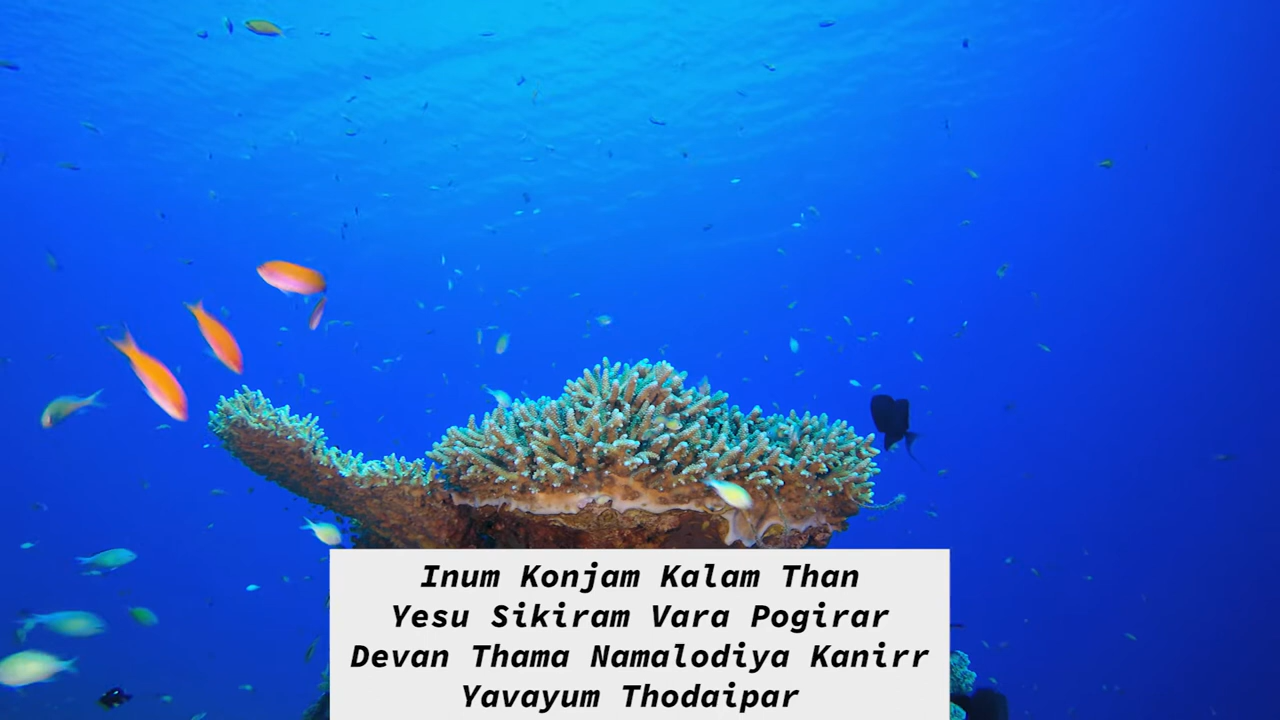 Inum Konjam Kalam Than
Yesu Sikiram Vara Pogirar
Devan Thama Namalodiya Kanirr
Yavayum Thodaipar